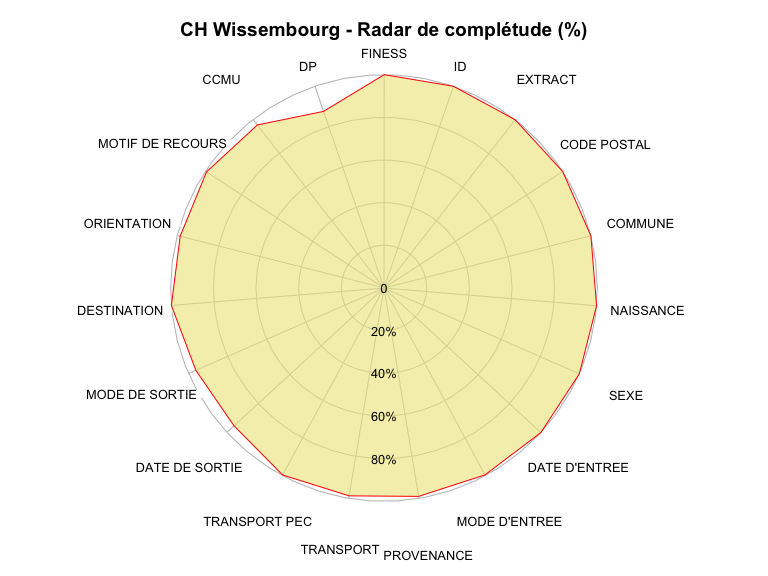 CH Wissembourg - Radar de complétude (%)
FINESS
DP
ID
CCMU
EXTRACT
MOTIF DE RECOURS
CODE POSTAL
ORIENTATION
COMMUNE
0
DESTINATION
NAISSANCE
20%
40%
MODE DE SORTIE
SEXE
60%
80%
DATE DE SORTIE
DATE D'ENTREE
TRANSPORT PEC
MODE D'ENTREE
TRANSPORT
PROVENANCE